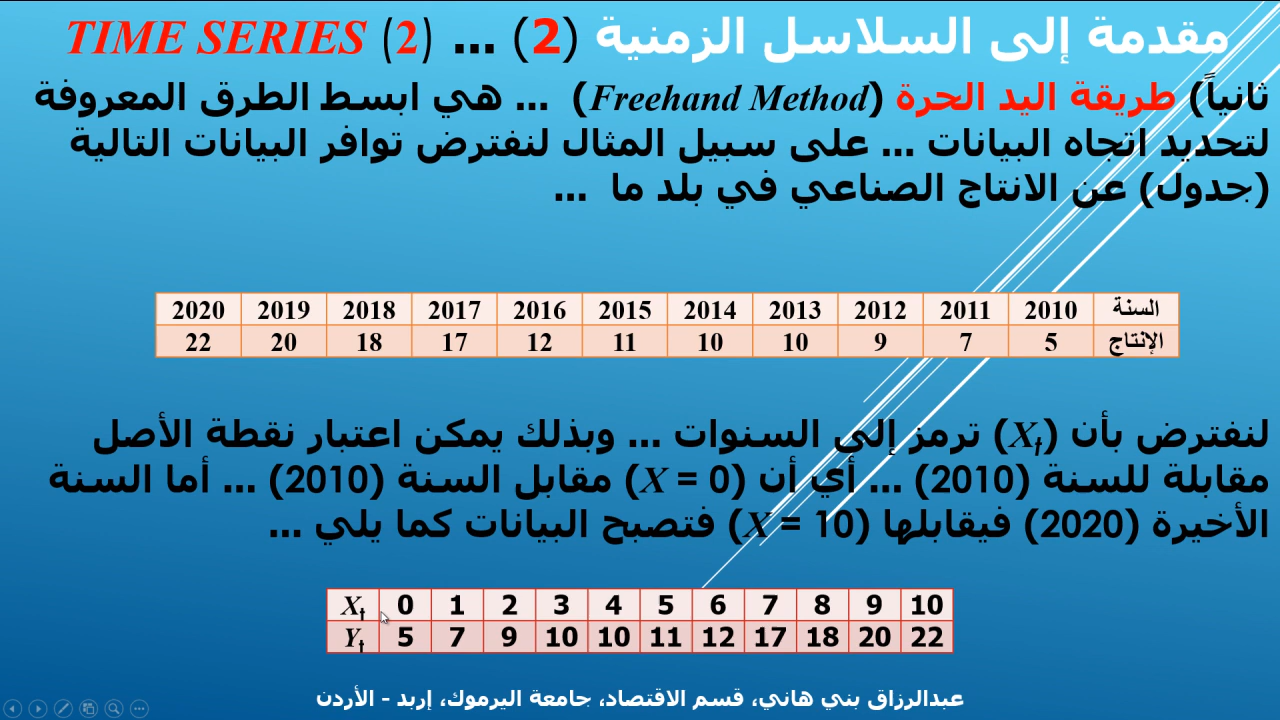 مقدمة إلى السلاسل الزمنية (2) ... TIME SERIES (2)
ثانياً) طريقة اليد الحرة (Freehand Method) ... هي ابسط الطرق المعروفة
لتحديد اتجاه البيانات ... على سبيل المثال لنفترض توافر البيانات التالية
(جدول) عن الانتاج الصناعي في بلد ما ...
السنة 2010 2011 2012 2013 2014 2015 2016 2017 2018 2019 2020
الإنتاج 5 7 9 10 10 11 12 17 18 20 22
لنفترض بأن (Xt) ترمز إلى السنوات ... وبذلك يمكن اعتبار نقطة الأصل
مقابلة للسنة (2010) ... أي أن (X = 0) مقابل السنة (2010) ... أما السنة
الأخيرة (2020) فيقابلها (X = 10) فتصبح البيانات كما يلي ...
Xt 0 1 2 3 4 5 6 7 8 9 10
Yt 5 7 9 10 10 11 12 17 18 20 22
عبدالرزاق بني هاني، قسم الاقتصاد، جامعة اليرموك، إربد - الأردن